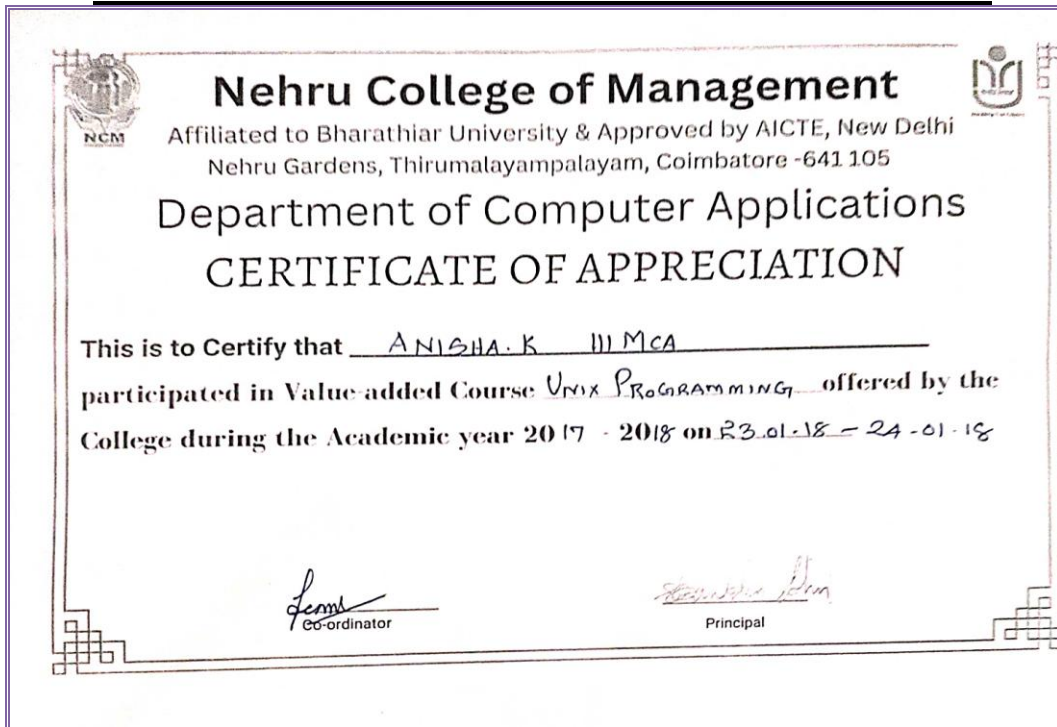 Nehru College of Management
NCM
Affiliated to Bharathiar University & Approved by AICTE, New Delhi
Nehru Gardens, Thirumalayampalayam, Coimbatore -641 105
Department of Computer Applications
CERTIFICATE OF APPRECIATION
This is to Certify that ANISHA. K III MCA
participated in Value-added Course UNIX PROGRAMMING offered by the
College during the Academic year 2017 - 2018 on 23.01-18 - 24-01-18
Co-ordinator
Principal